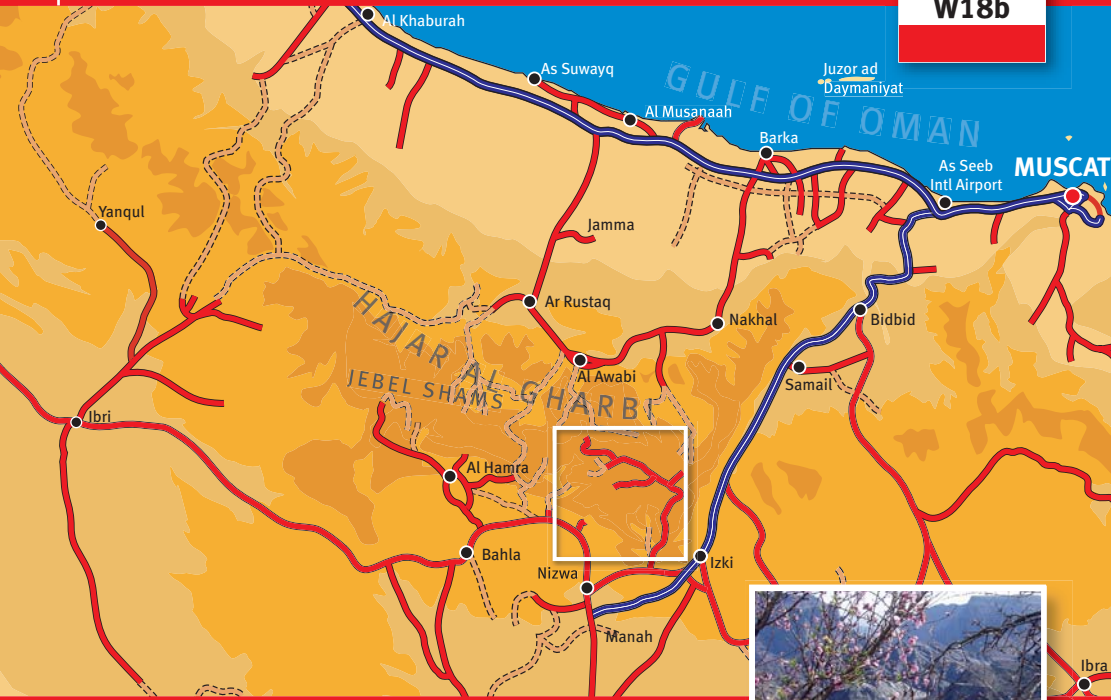 W18b
Al Khaburah
As Suwayq
Juzor ad
Daymaniyat
Al Musanaah
GULF OF OMAN
Barka
As Seeb
Intl Airport
MUSCAT
Yanqul
Jamma
Ar Rustaq
Nakhal
Bidbid
HAJAR AL GHARBI
JEBEL SHAMS
Al Awabi
Samail
Ibri
Al Hamra
Bahla
Izki
Nizwa
Manah
Ibra